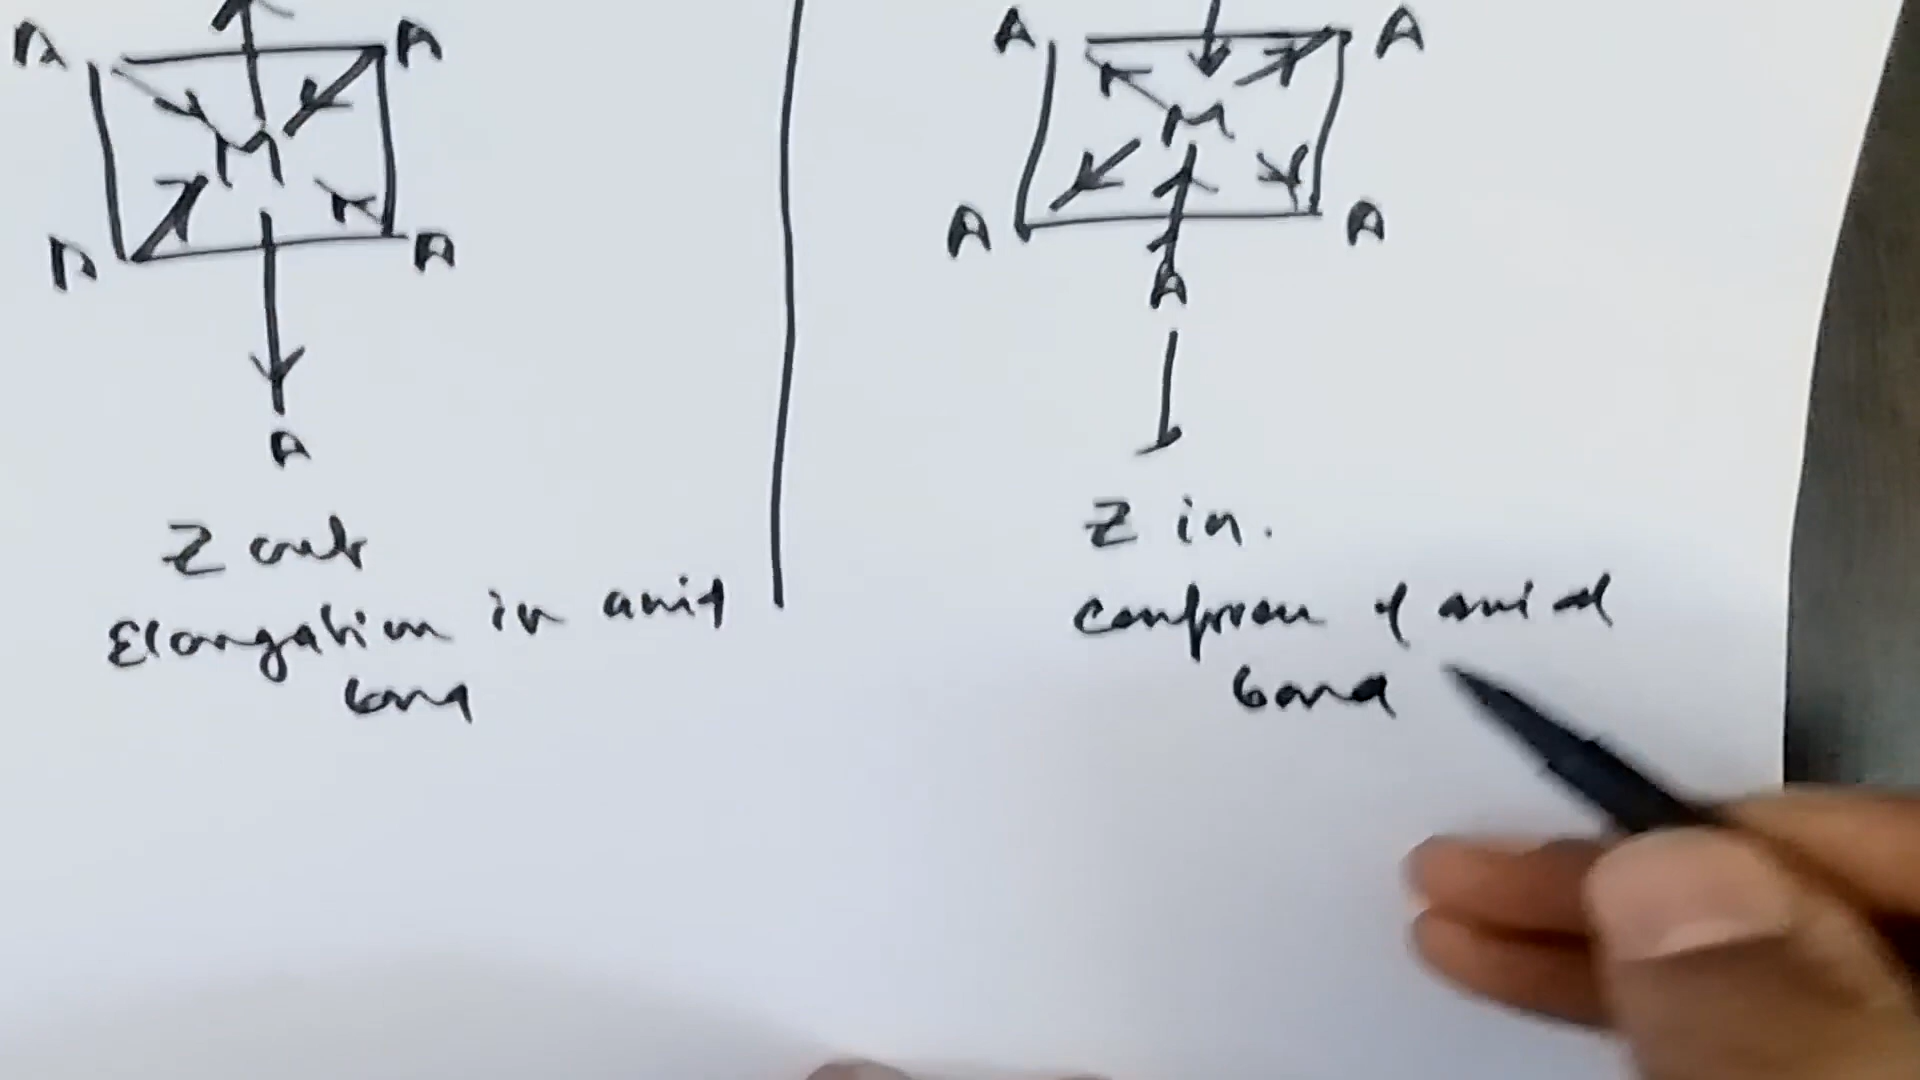 A A
M
A A
A
Z out
Elongation in axial
bond
A A
M
A A
A
Z in.
Compression of axial
bond